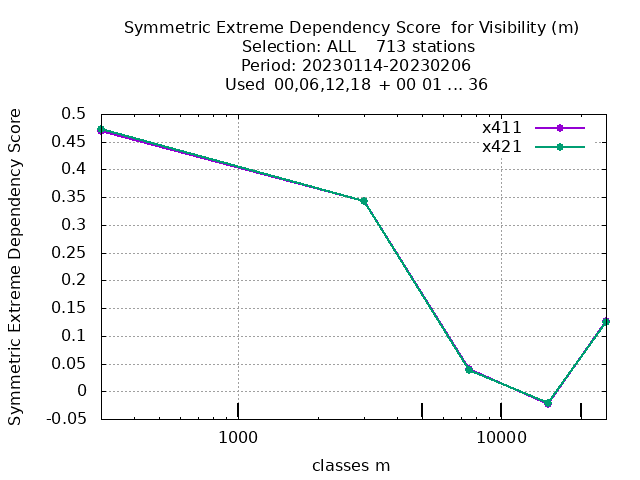 Symmetric Extreme Dependency Score  for Visibility (m)
Selection: ALL    713 stations
Period: 20230114-20230206
Used  00,06,12,18  + 00 01 ... 36
Symmetric Extreme Dependency Score
0.5
0.45
0.4
0.35
0.3
0.25
0.2
0.15
0.1
0.05
0
-0.05
x411
x421
1000
10000
classes m